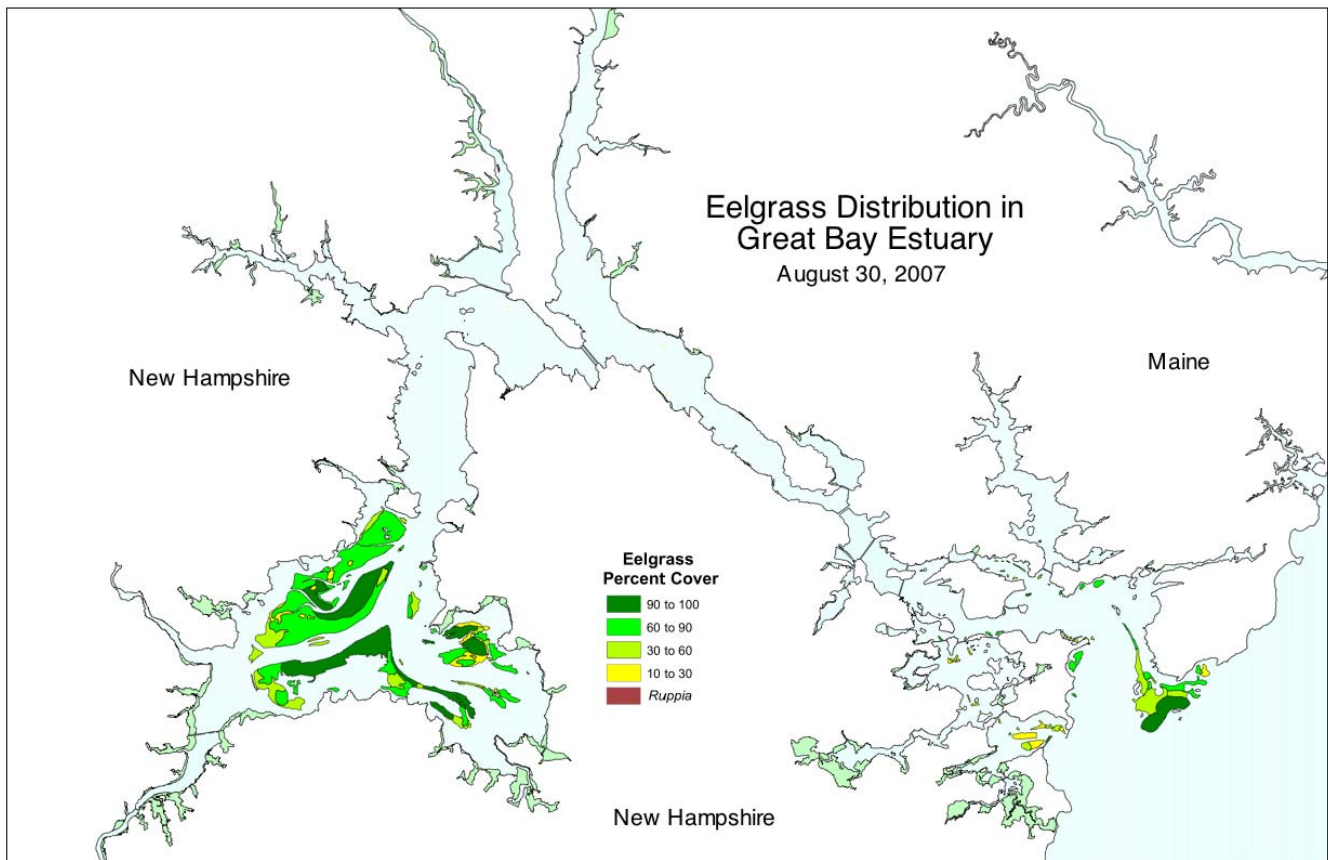 Eelgrass Distribution in
Great Bay Estuary
August 30, 2007
New Hampshire
Maine
Eelgrass
Percent Cover
90 to 100
60 to 90
30 to 60
10 to 30
Ruppia
New Hampshire